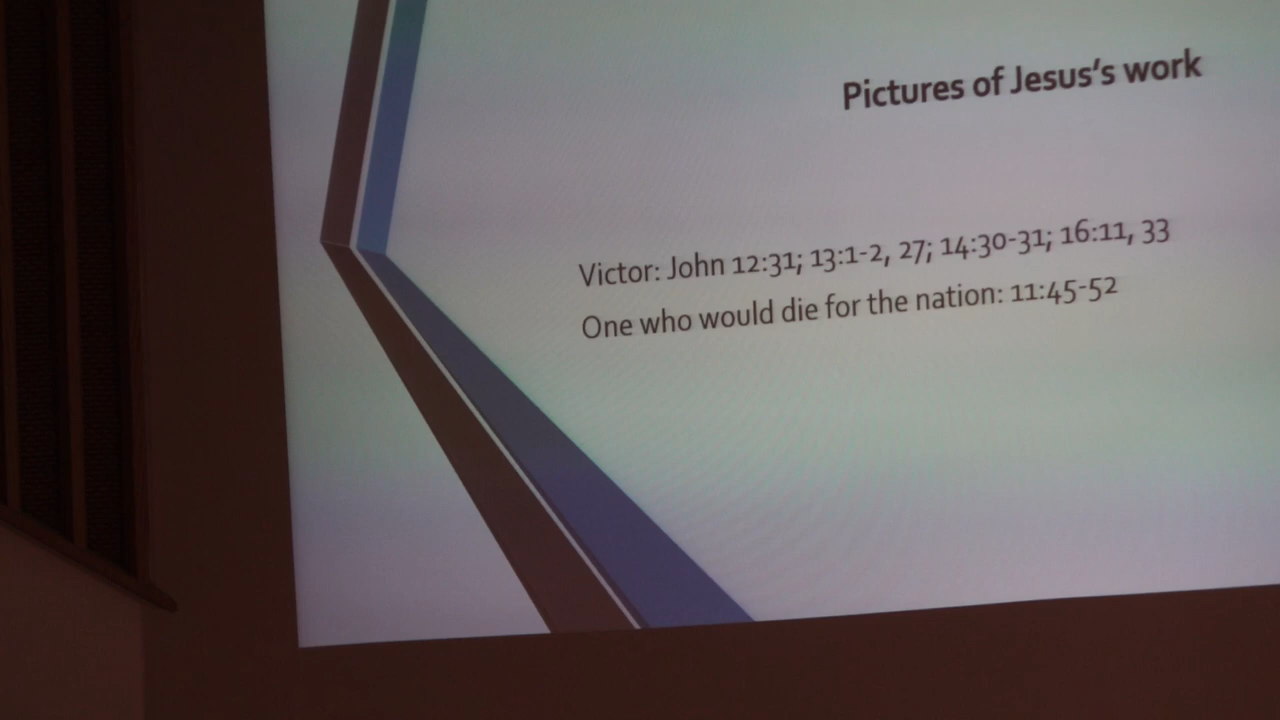 Pictures of Jesus's work
Victor: John 12:31; 13:1-2, 27; 14:30-31; 16:11, 33
One who would die for the nation: 11:45-52